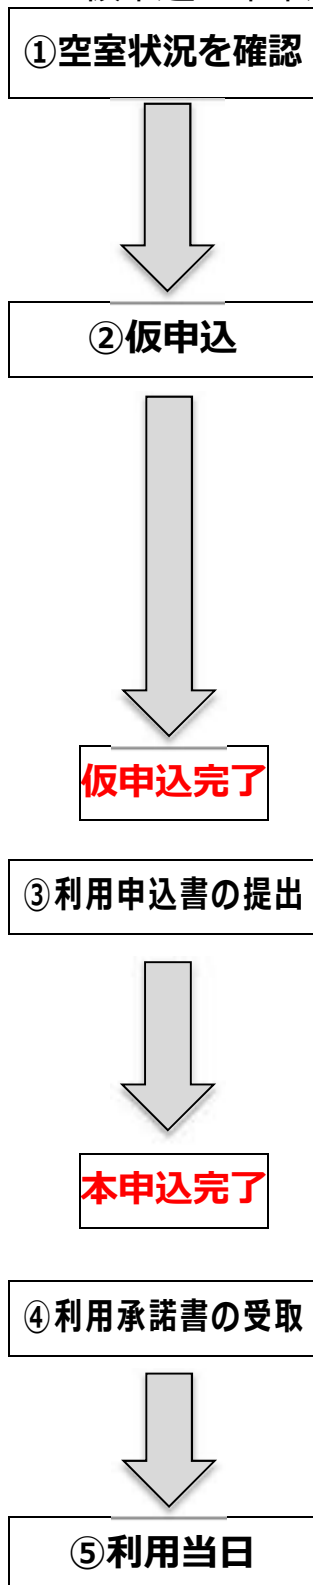 ①空室状況を確認
②仮申込
仮申込完了
③利用申込書の提出
本申込完了
④利用承諾書の受取
⑤利用当日